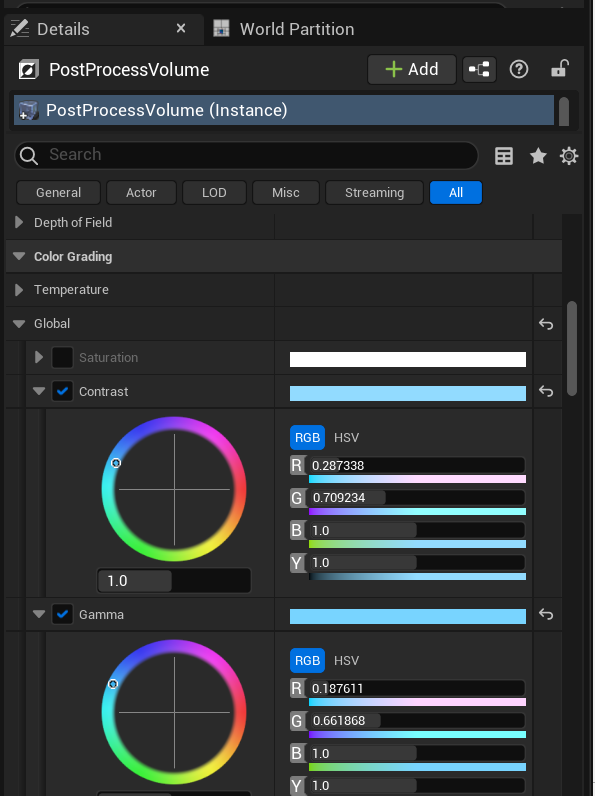 Details × World Partition
PostProcessVolume + Add
PostProcessVolume (Instance)
Search
General Actor LOD Misc Streaming All
Depth of Field
Color Grading
Temperature
Global
Saturation
Contrast
RGB HSV
R 0.287338
G 0.709234
B 1.0
Y 1.0
1.0
Gamma
RGB HSV
R 0.187611
G 0.661868
B 1.0
Y 1.0